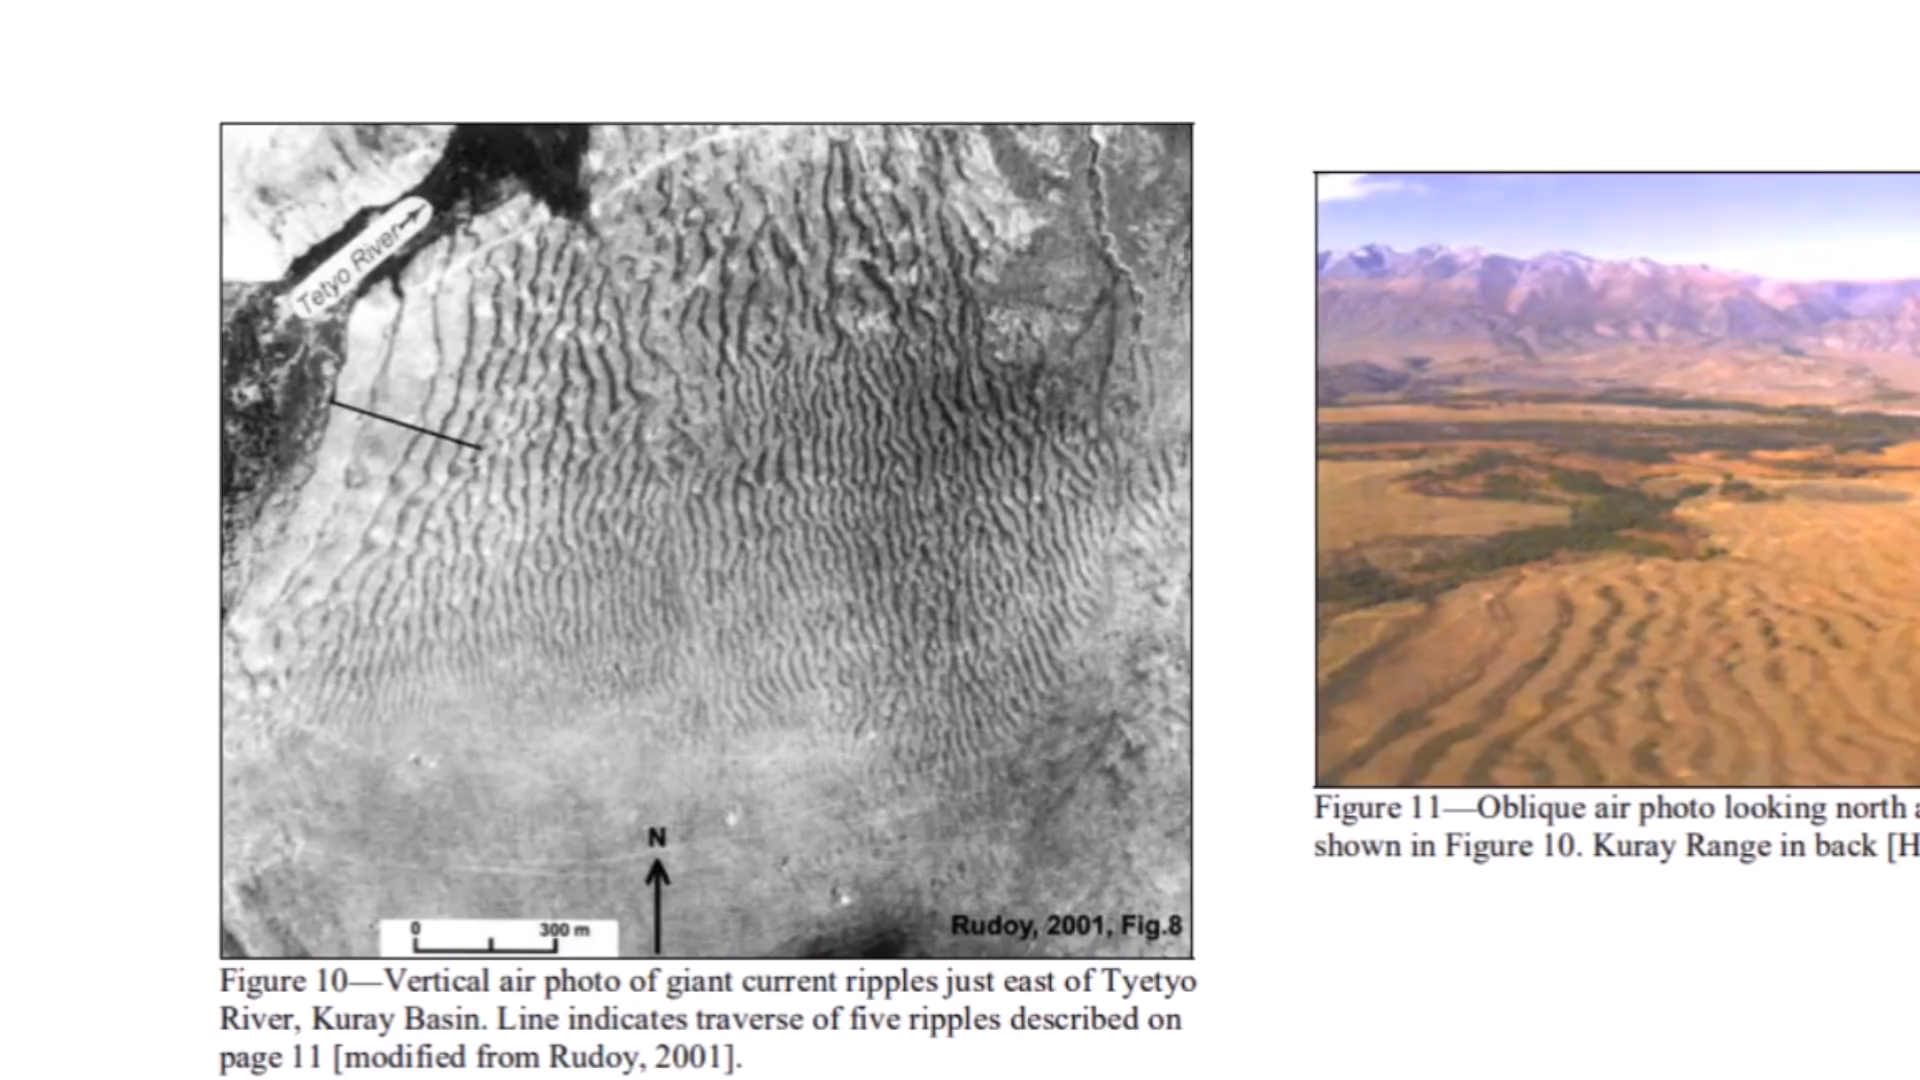 Tetyo River
N
0 300 m
Rudoy, 2001, Fig.8
Figure 10—Vertical air photo of giant current ripples just east of Tyetyo
River, Kuray Basin. Line indicates traverse of five ripples described on
page 11 [modified from Rudoy, 2001].
Figure 11—Oblique air photo looking north
shown in Figure 10. Kuray Range in back [H